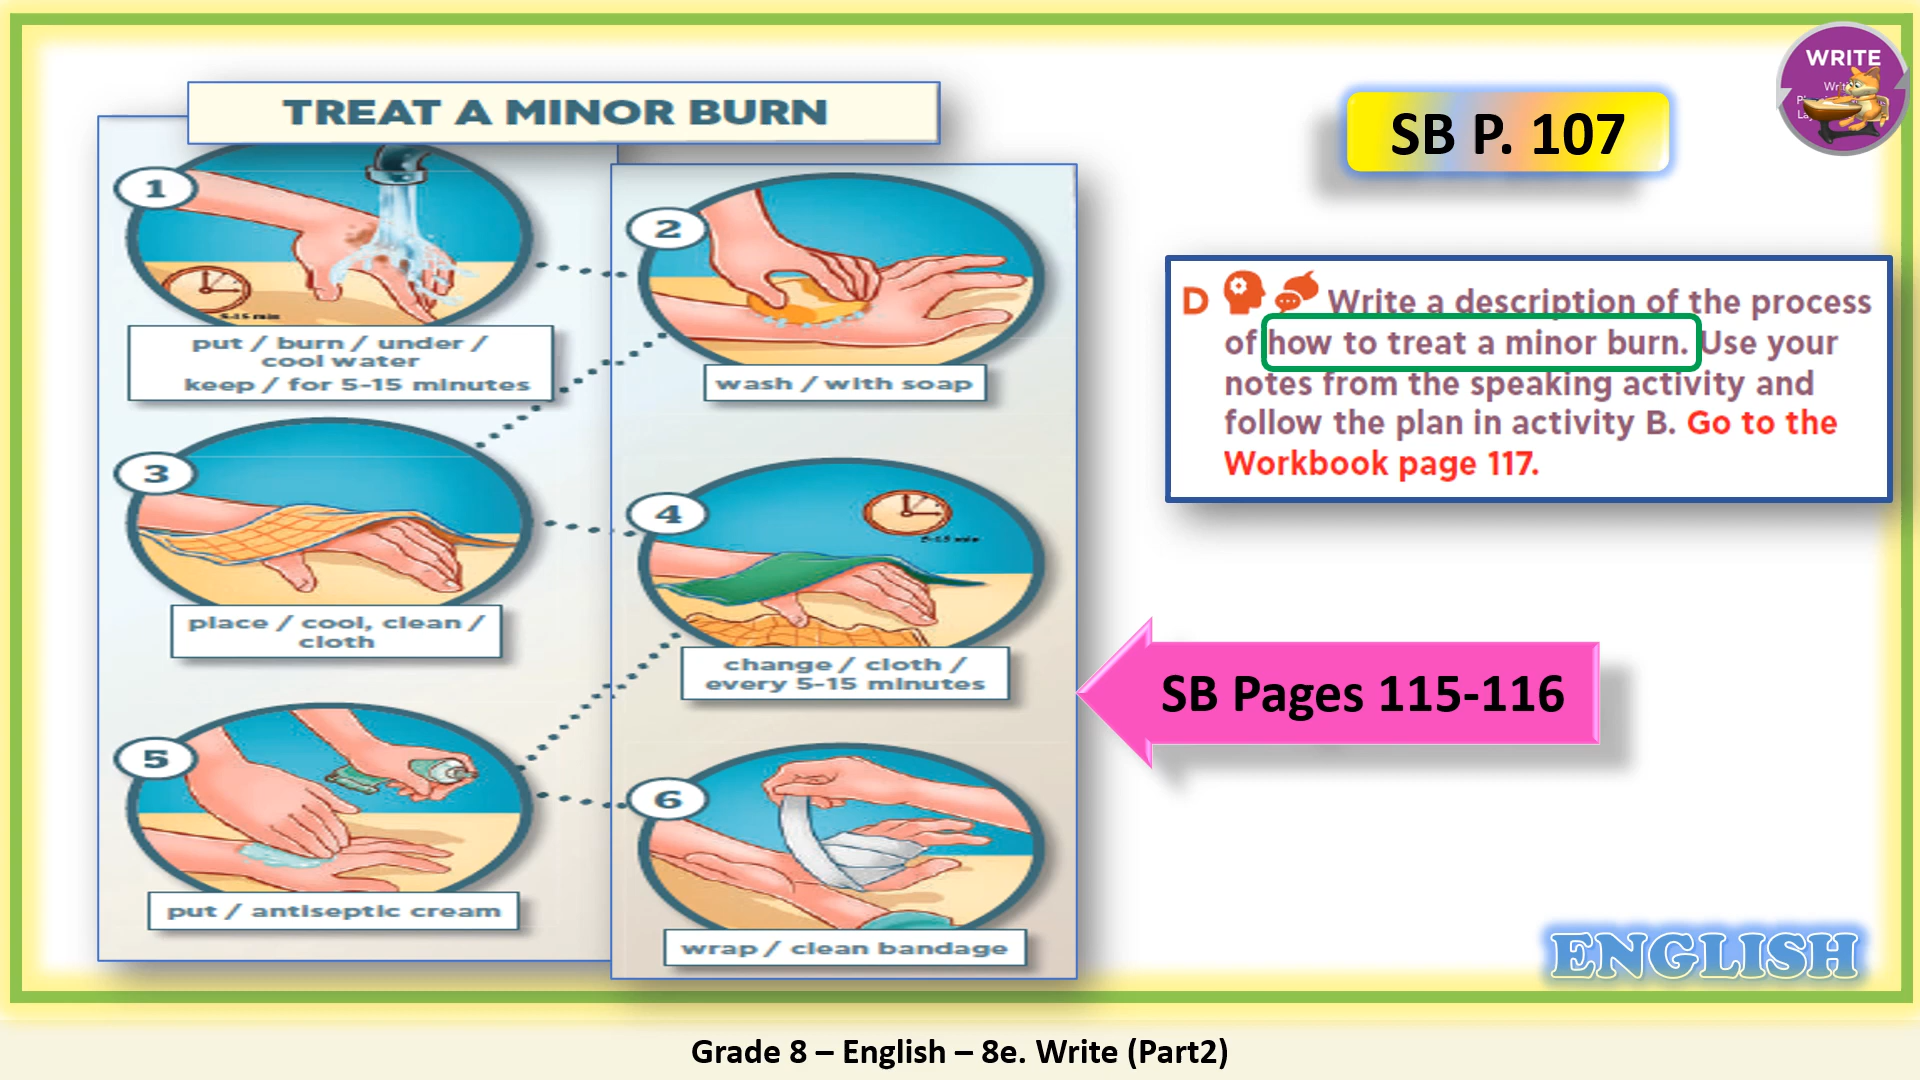 TREAT A MINOR BURN
1
put / burn / under /
cool water
keep / for 5-15 minutes
2
wash / with soap
3
place / cool, clean /
cloth
4
change / cloth /
every 5-15 minutes
5
put / antiseptic cream
6
wrap / clean bandage
SB P. 107
WRITE
D Write a description of the process
of how to treat a minor burn. Use your
notes from the speaking activity and
follow the plan in activity B. Go to the
Workbook page 117.
SB Pages 115-116
ENGLISH
Grade 8 – English – 8e. Write (Part2)